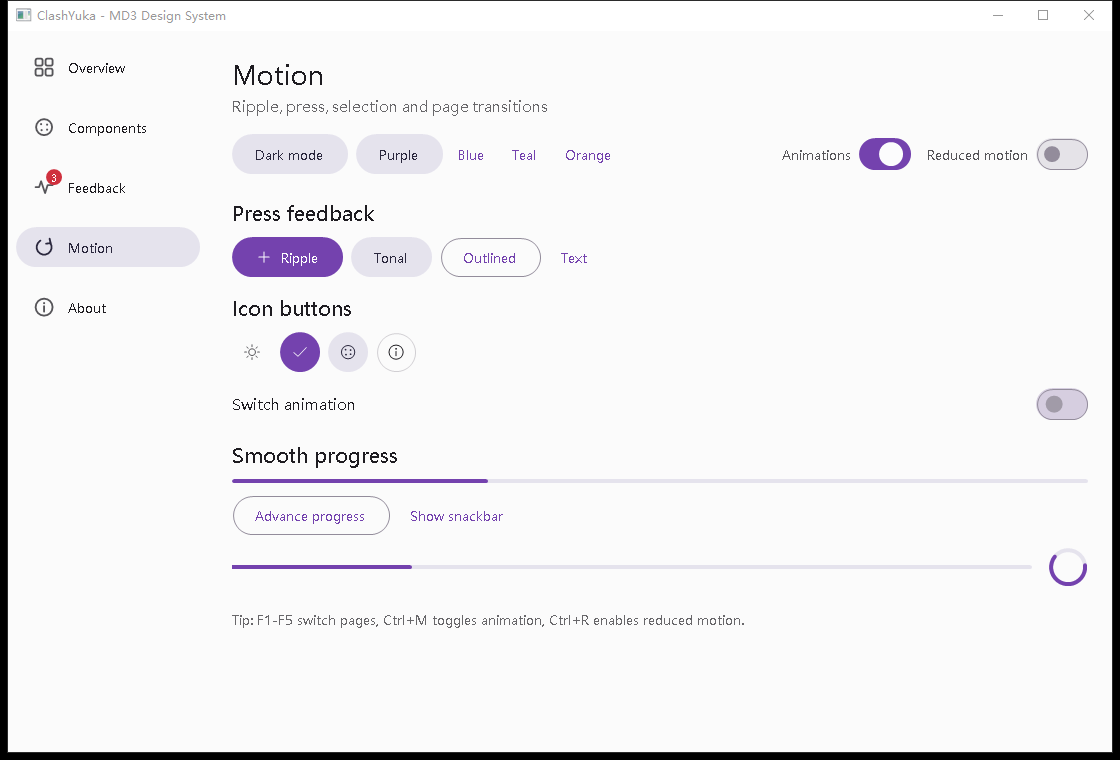 ClashYuka - MD3 Design System
Overview
Components
3
Feedback
Motion
About
Motion
Ripple, press, selection and page transitions
Dark mode Purple Blue Teal Orange Animations Reduced motion
Press feedback
Ripple Tonal Outlined Text
Icon buttons
Switch animation
Smooth progress
Advance progress Show snackbar
Tip: F1-F5 switch pages, Ctrl+M toggles animation, Ctrl+R enables reduced motion.